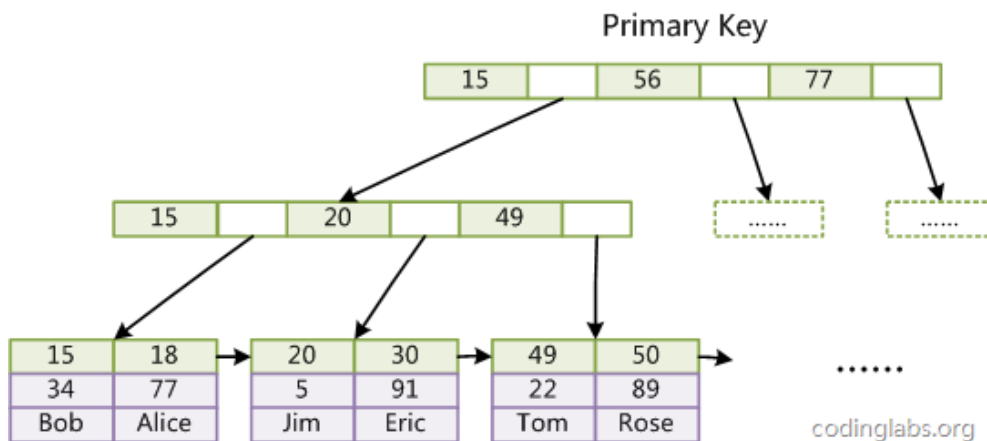 Primary Key
15 56 77
15 20 49 ...... ......
15 18 20 30 49 50
34 77 5 91 22 89 ......
Bob Alice Jim Eric Tom Rose
codinglabs.org